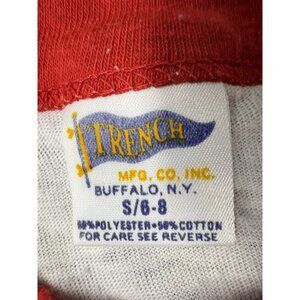 TRENCH
MFG. CO. INC.
BUFFALO, N.Y.
S/6-8
50%POLYESTER•50%COTTON
FOR CARE SEE REVERSE